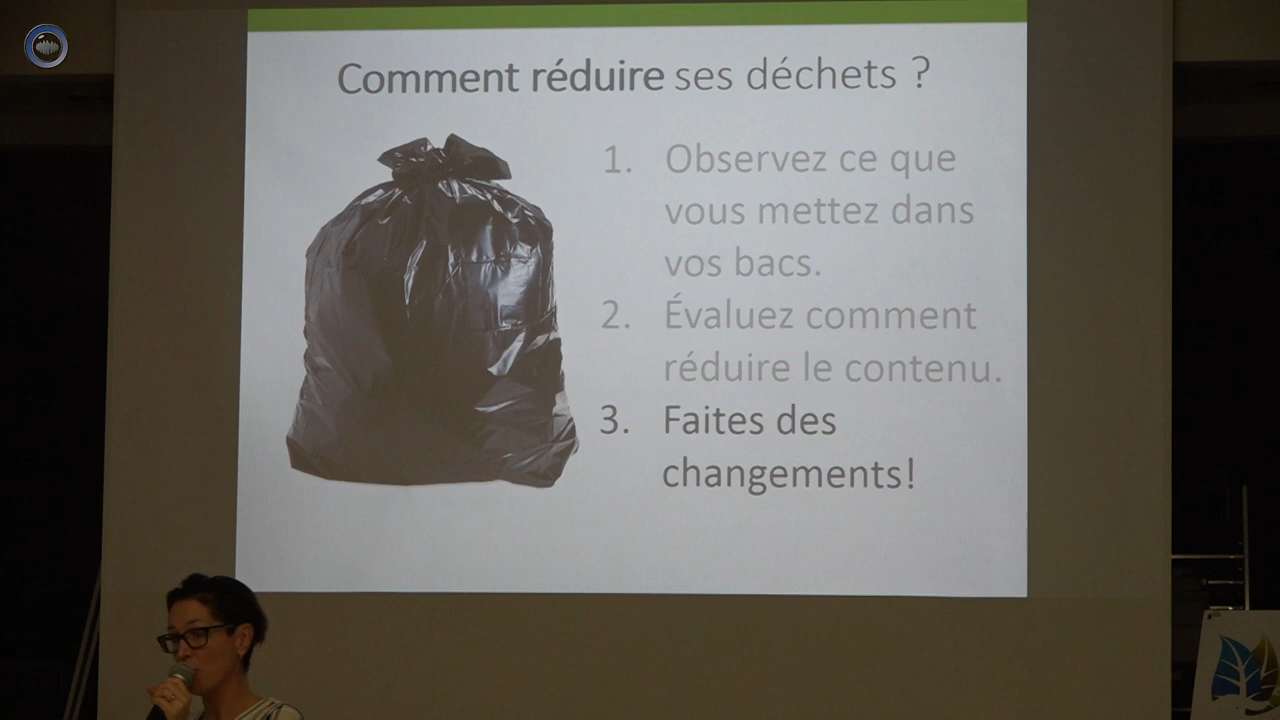 Comment réduire ses déchets ?
1. Observez ce que
vous mettez dans
vos bacs.
2. Évaluez comment
réduire le contenu.
3. Faites des
changements!